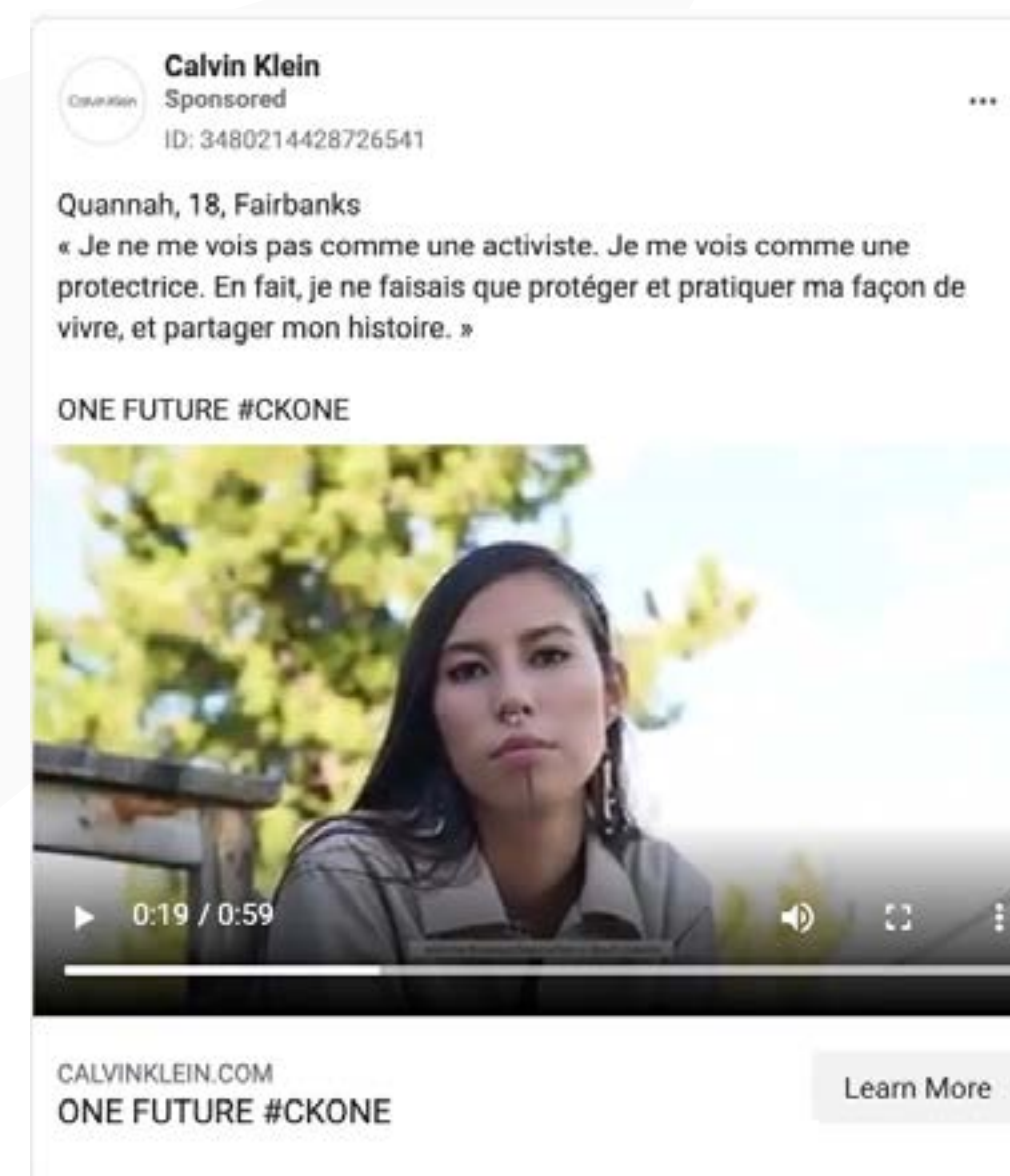 Calvin Klein
Calvin Klein
Sponsored
ID: 3480214428726541
Quannah, 18, Fairbanks
« Je ne me vois pas comme une activiste. Je me vois comme une
protectrice. En fait, je ne faisais que protéger et pratiquer ma façon de
vivre, et partager mon histoire. »
ONE FUTURE #CKONE
0:19 / 0:59
CALVINKLEIN.COM
ONE FUTURE #CKONE
Learn More